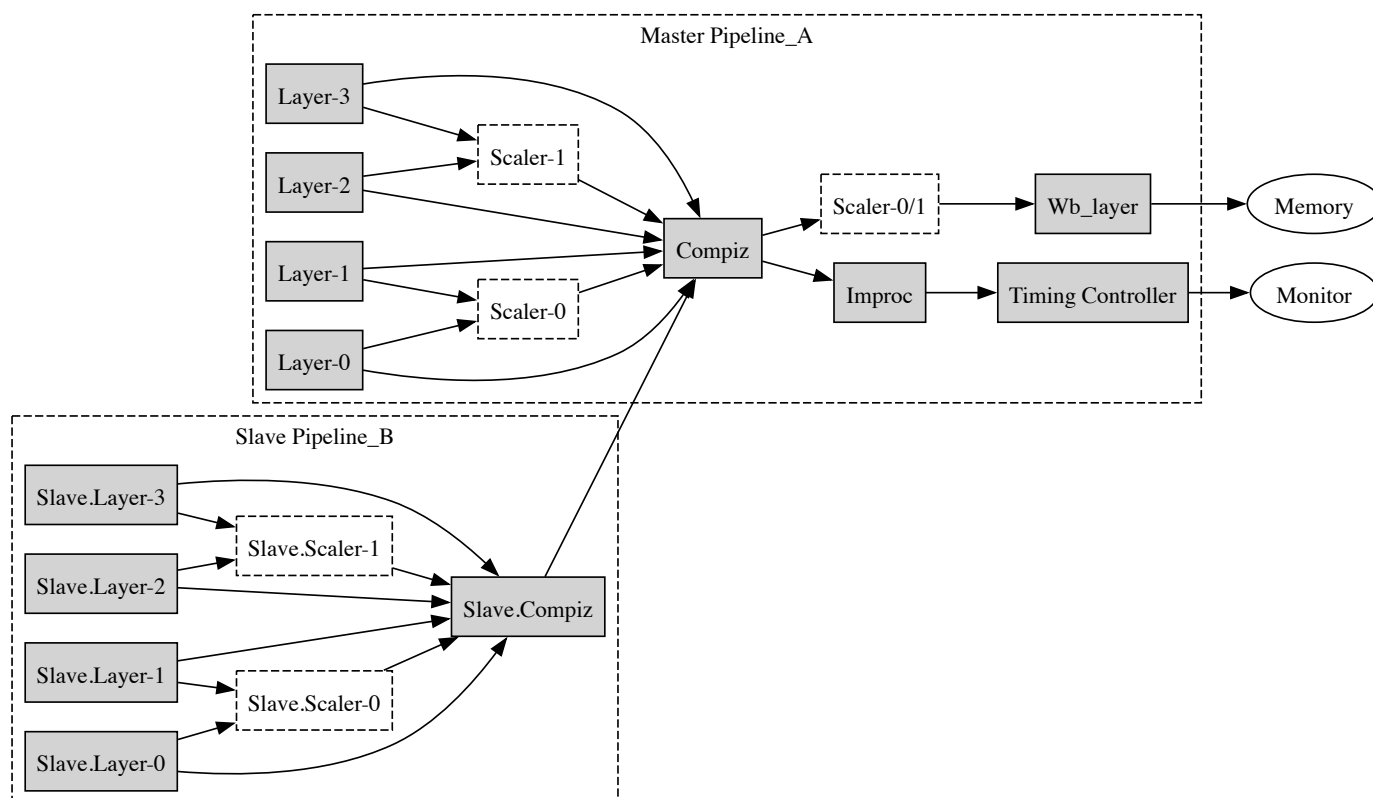 Master Pipeline_A
Layer-3
Scaler-1
Layer-2
Scaler-0/1
Wb_layer
Memory
Compiz
Layer-1
Improc
Timing Controller
Monitor
Scaler-0
Layer-0
Slave Pipeline_B
Slave.Layer-3
Slave.Scaler-1
Slave.Layer-2
Slave.Compiz
Slave.Layer-1
Slave.Scaler-0
Slave.Layer-0